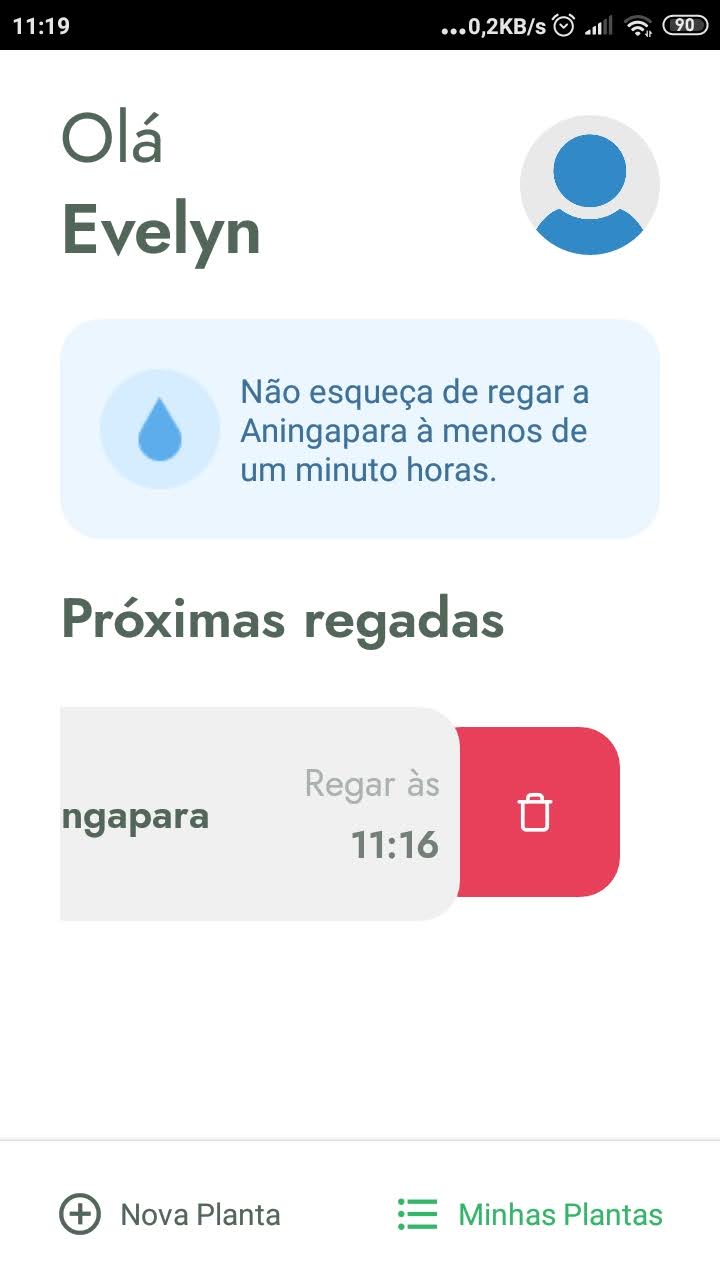 11:19
...0,2KB/s
90
Olá
Evelyn
Não esqueça de regar a
Aningapara à menos de
um minuto horas.
Próximas regadas
ngapara
Regar às
11:16
Nova Planta
Minhas Plantas